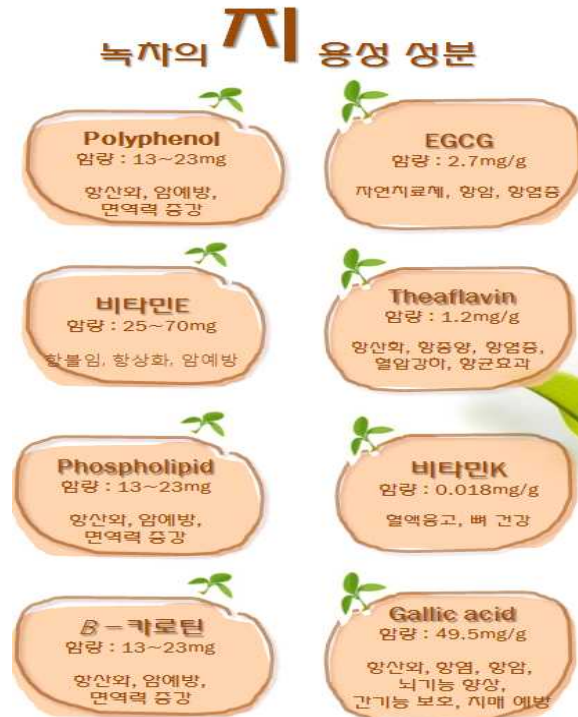 녹차의 지용성 성분
Polyphenol
함량 : 13~23mg
항산와, 암예방,
면역력 증강
EGCG
함량 : 2.7mg/g
자연치료제, 항암, 항염증
비타민E
함량 : 25~70mg
항불임, 항상화, 암예방
Theaflavin
함량 : 1.2mg/g
항산화, 항종양, 항염증,
혈압강하, 향균효과
Phospholipid
함량 : 13~23mg
항산와, 암예방,
면역력 증강
비타민K
함량 : 0.018mg/g
혈액응고, 뼈 건강
B-카로틴
함량 : 13~23mg
항산와, 암예방,
면역력 증강
Gallic acid
함량 : 49.5mg/g
항산와, 항염, 항암,
뇌기능 향상,
간기능 보호, 치매 예방